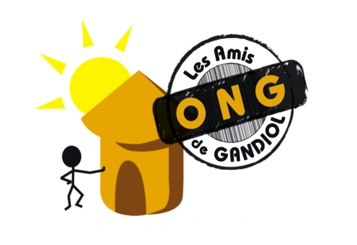 Les Amis
ONG
de GANDIOL